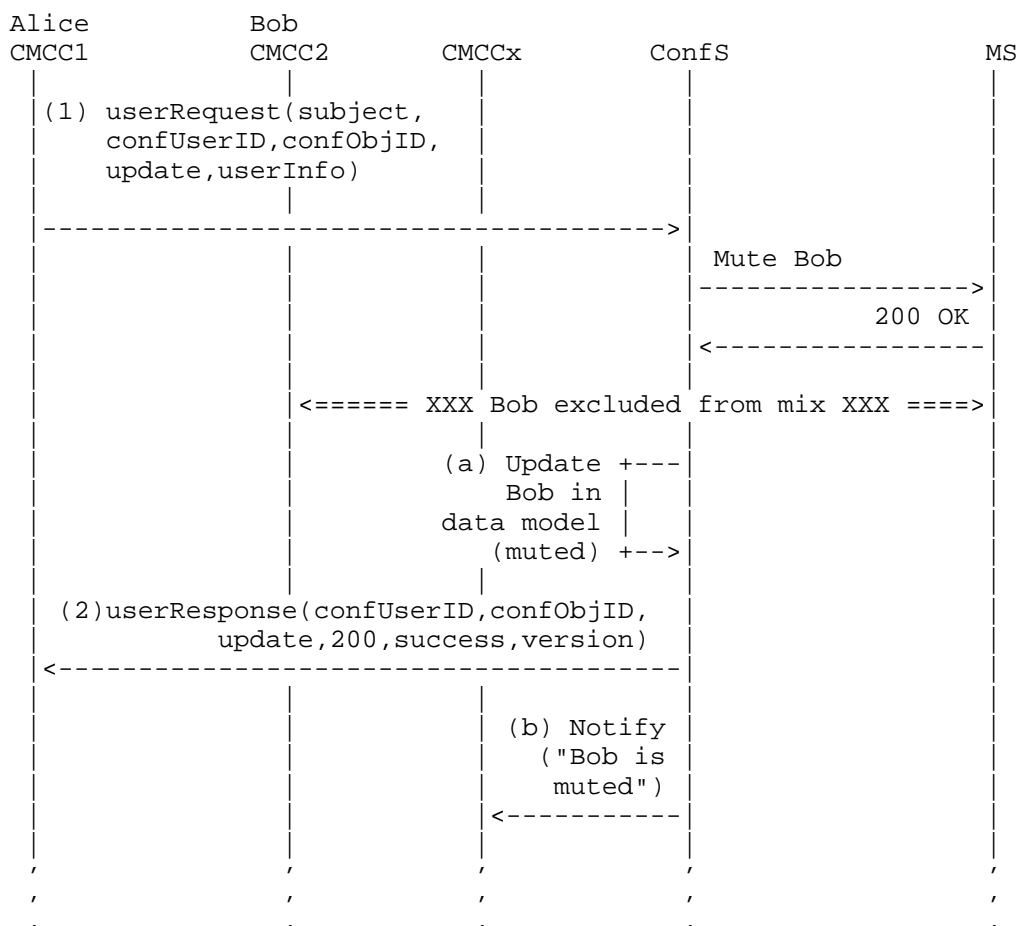 Alice Bob
CMCC1 CMCC2 CMCCx ConfS MS
(1) userRequest(subject,
confUserID,confObjID,
update,userInfo)
Mute Bob
200 OK
<====== XXX Bob excluded from mix XXX ====>
(a) Update
Bob in
data model
(muted)
(2)userResponse(confUserID,confObjID,
update,200,success,version)
(b) Notify
("Bob is
muted")